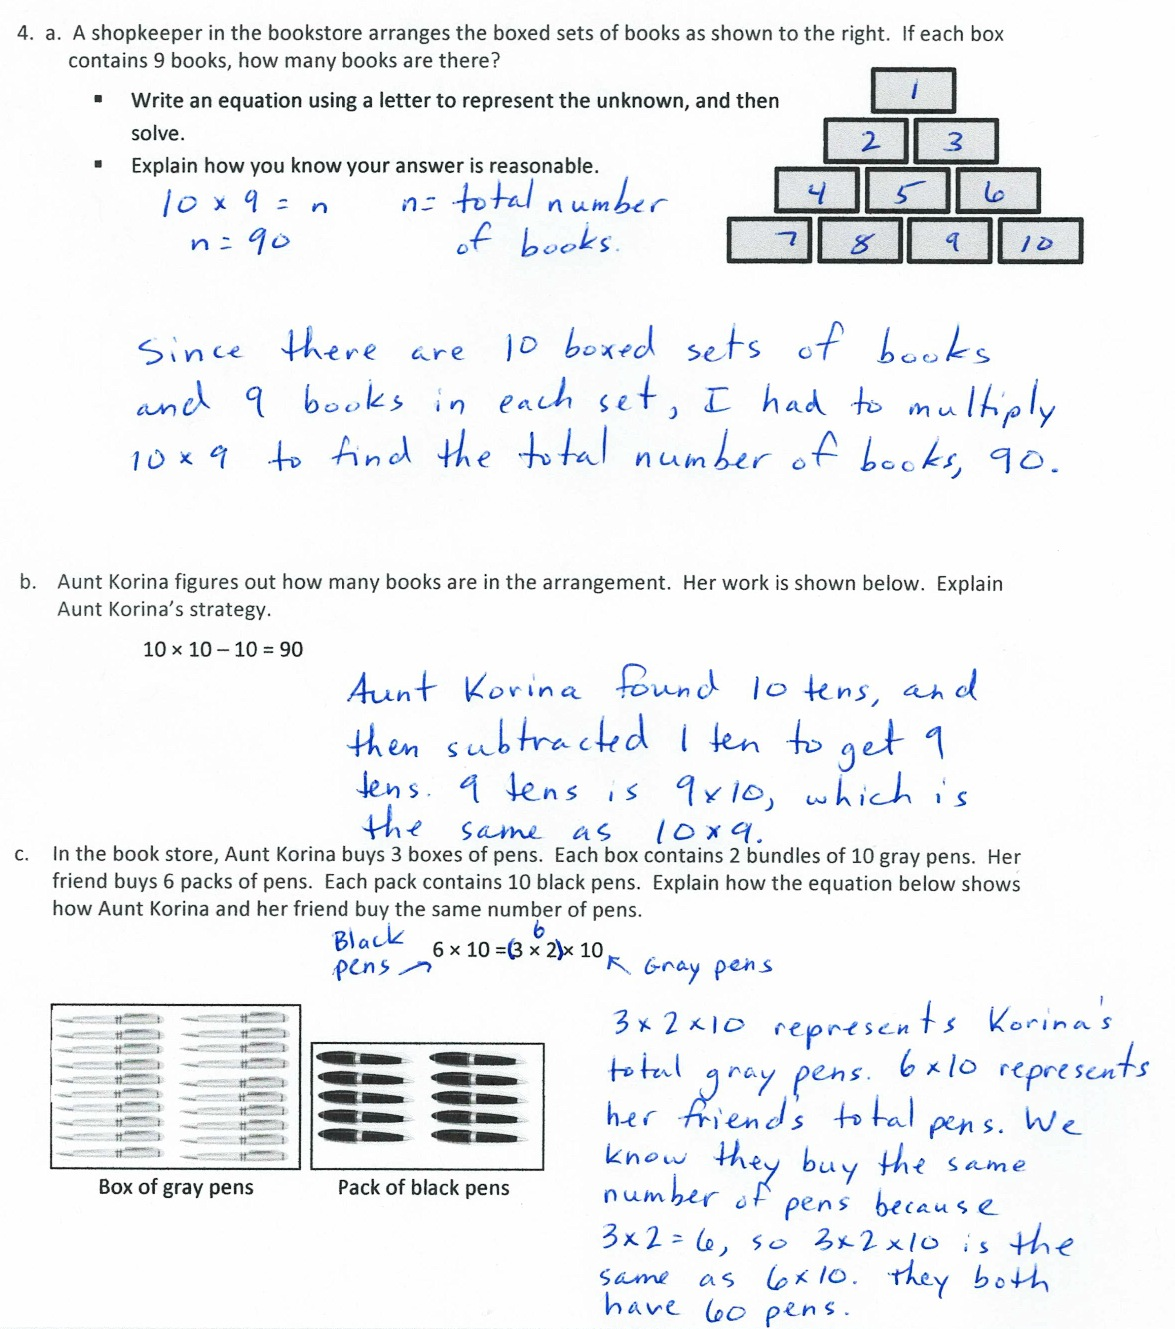 4. a. A shopkeeper in the bookstore arranges the boxed sets of books as shown to the right. If each box
contains 9 books, how many books are there?
▪ Write an equation using a letter to represent the unknown, and then
solve.
▪ Explain how you know your answer is reasonable.
1
2 3
4 5 6
7 8 9 10
10 x 9 = n n = total number
n = 90 of books.
Since there are 10 boxed sets of books
and 9 books in each set, I had to multiply
10 x 9 to find the total number of books, 90.
b. Aunt Korina figures out how many books are in the arrangement. Her work is shown below. Explain
Aunt Korina's strategy.
10 × 10 – 10 = 90
Aunt Korina found 10 tens, and
then subtracted 1 ten to get 9
tens. 9 tens is 9x10, which is
the same as 10x9.
c. In the book store, Aunt Korina buys 3 boxes of pens. Each box contains 2 bundles of 10 gray pens. Her
friend buys 6 packs of pens. Each pack contains 10 black pens. Explain how the equation below shows
how Aunt Korina and her friend buy the same number of pens.
6
Black pens 6 × 10 = (3 × 2) × 10 Gray pens
3x2x10 represents Korina's
total gray pens. 6x10 represents
her friend's total pens. We
know they buy the same
number of pens because
3x2=6, so 3x2x10 is the
same as 6x10. they both
have 60 pens.
Box of gray pens Pack of black pens